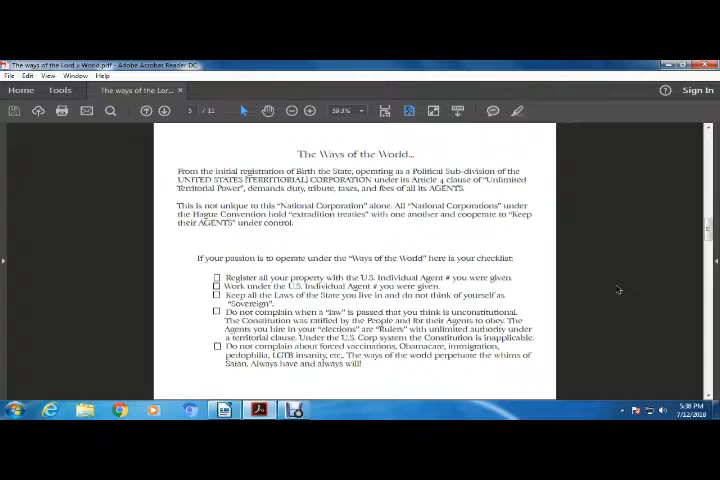 The ways of the Lord v World.pdf - Adobe Acrobat Reader DC
File Edit View Window Help
Home Tools The ways of the Lor... × Sign In
5 / 11 59.3%
The Ways of the World...
From the initial registration of Birth the State, operating as a Political Sub-division of the
UNITED STATES [TERRITORIAL] CORPORATION under its Article 4 clause of "Unlimited
Territorial Power", demands duty, tribute, taxes, and fees of all its AGENTS.
This is not unique to this "National Corporation" alone. All "National Corporations" under
the Hague Convention hold "extradition treaties" with one another and cooperate to "Keep
their AGENTS" under control.
If your passion is to operate under the "Ways of the World" here is your checklist:
Register all your property with the U.S. Individual Agent # you were given.
Work under the U.S. Individual Agent # you were given.
Keep all the Laws of the State you live in and do not think of yourself as
"Sovereign".
Do not complain when a "law" is passed that you think is unconstitutional.
The Constitution was ratified by the People and for their Agents to obey. The
Agents you hire in your "elections" are "Rulers" with unlimited authority under
a territorial clause. Under the U.S. Corp system the Constitution is inapplicable.
Do not complain about forced vaccinations, Obamacare, immigration,
pedophilia, LGTB insanity, etc,. The ways of the world perpetuate the whims of
Satan. Always have and always will!
5:38 PM
7/12/2018